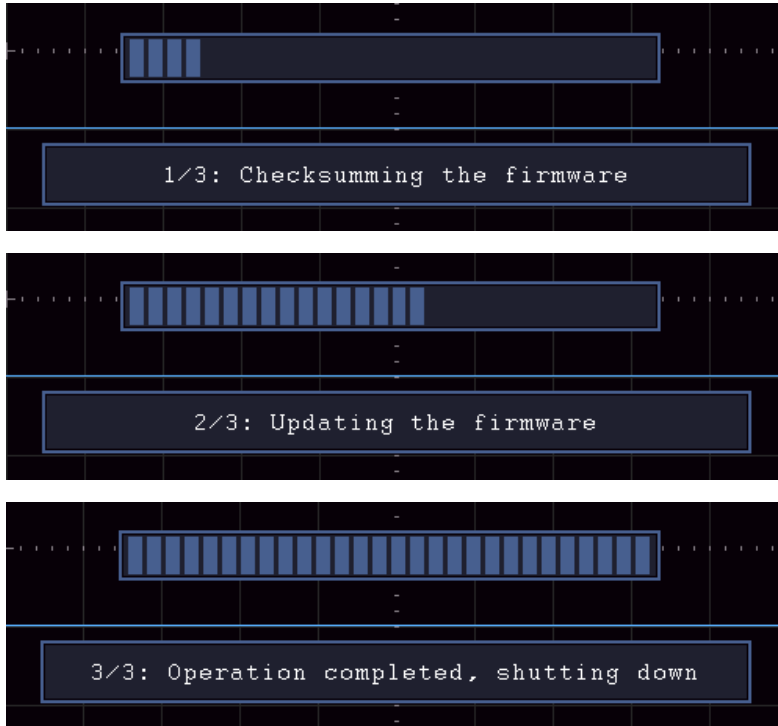 1/3: Checksumming the firmware
2/3: Updating the firmware
3/3: Operation completed, shutting down